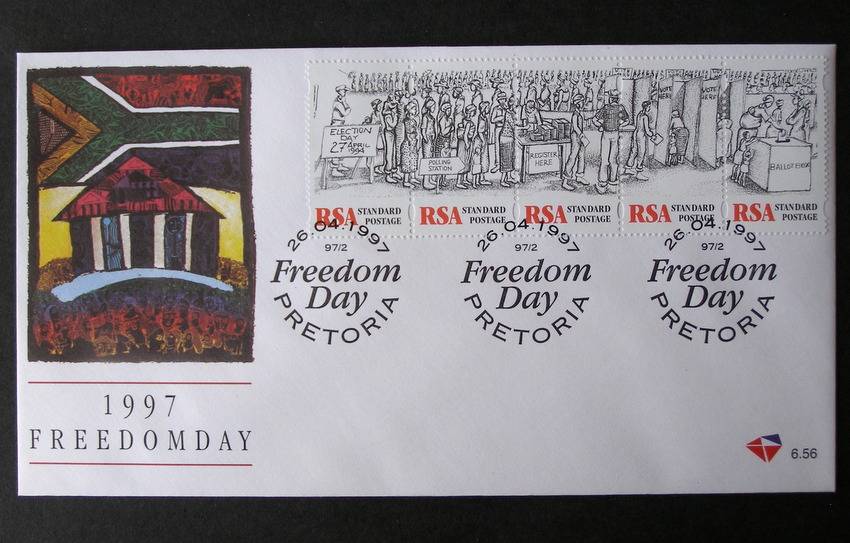 ELECTION
DAY
27 APRIL
1994
POLLING
STATION
REGISTER
HERE
VOTE
HERE
VOTE
HERE
BALLOT BOX
RSA STANDARD
POSTAGE
RSA STANDARD
POSTAGE
RSA STANDARD
POSTAGE
RSA STANDARD
POSTAGE
RSA STANDARD
POSTAGE
26.04.1997
97/2
Freedom
Day
PRETORIA
26.04.1997
97/2
Freedom
Day
PRETORIA
26.04.1997
97/2
Freedom
Day
PRETORIA
1997
FREEDOMDAY
6.56